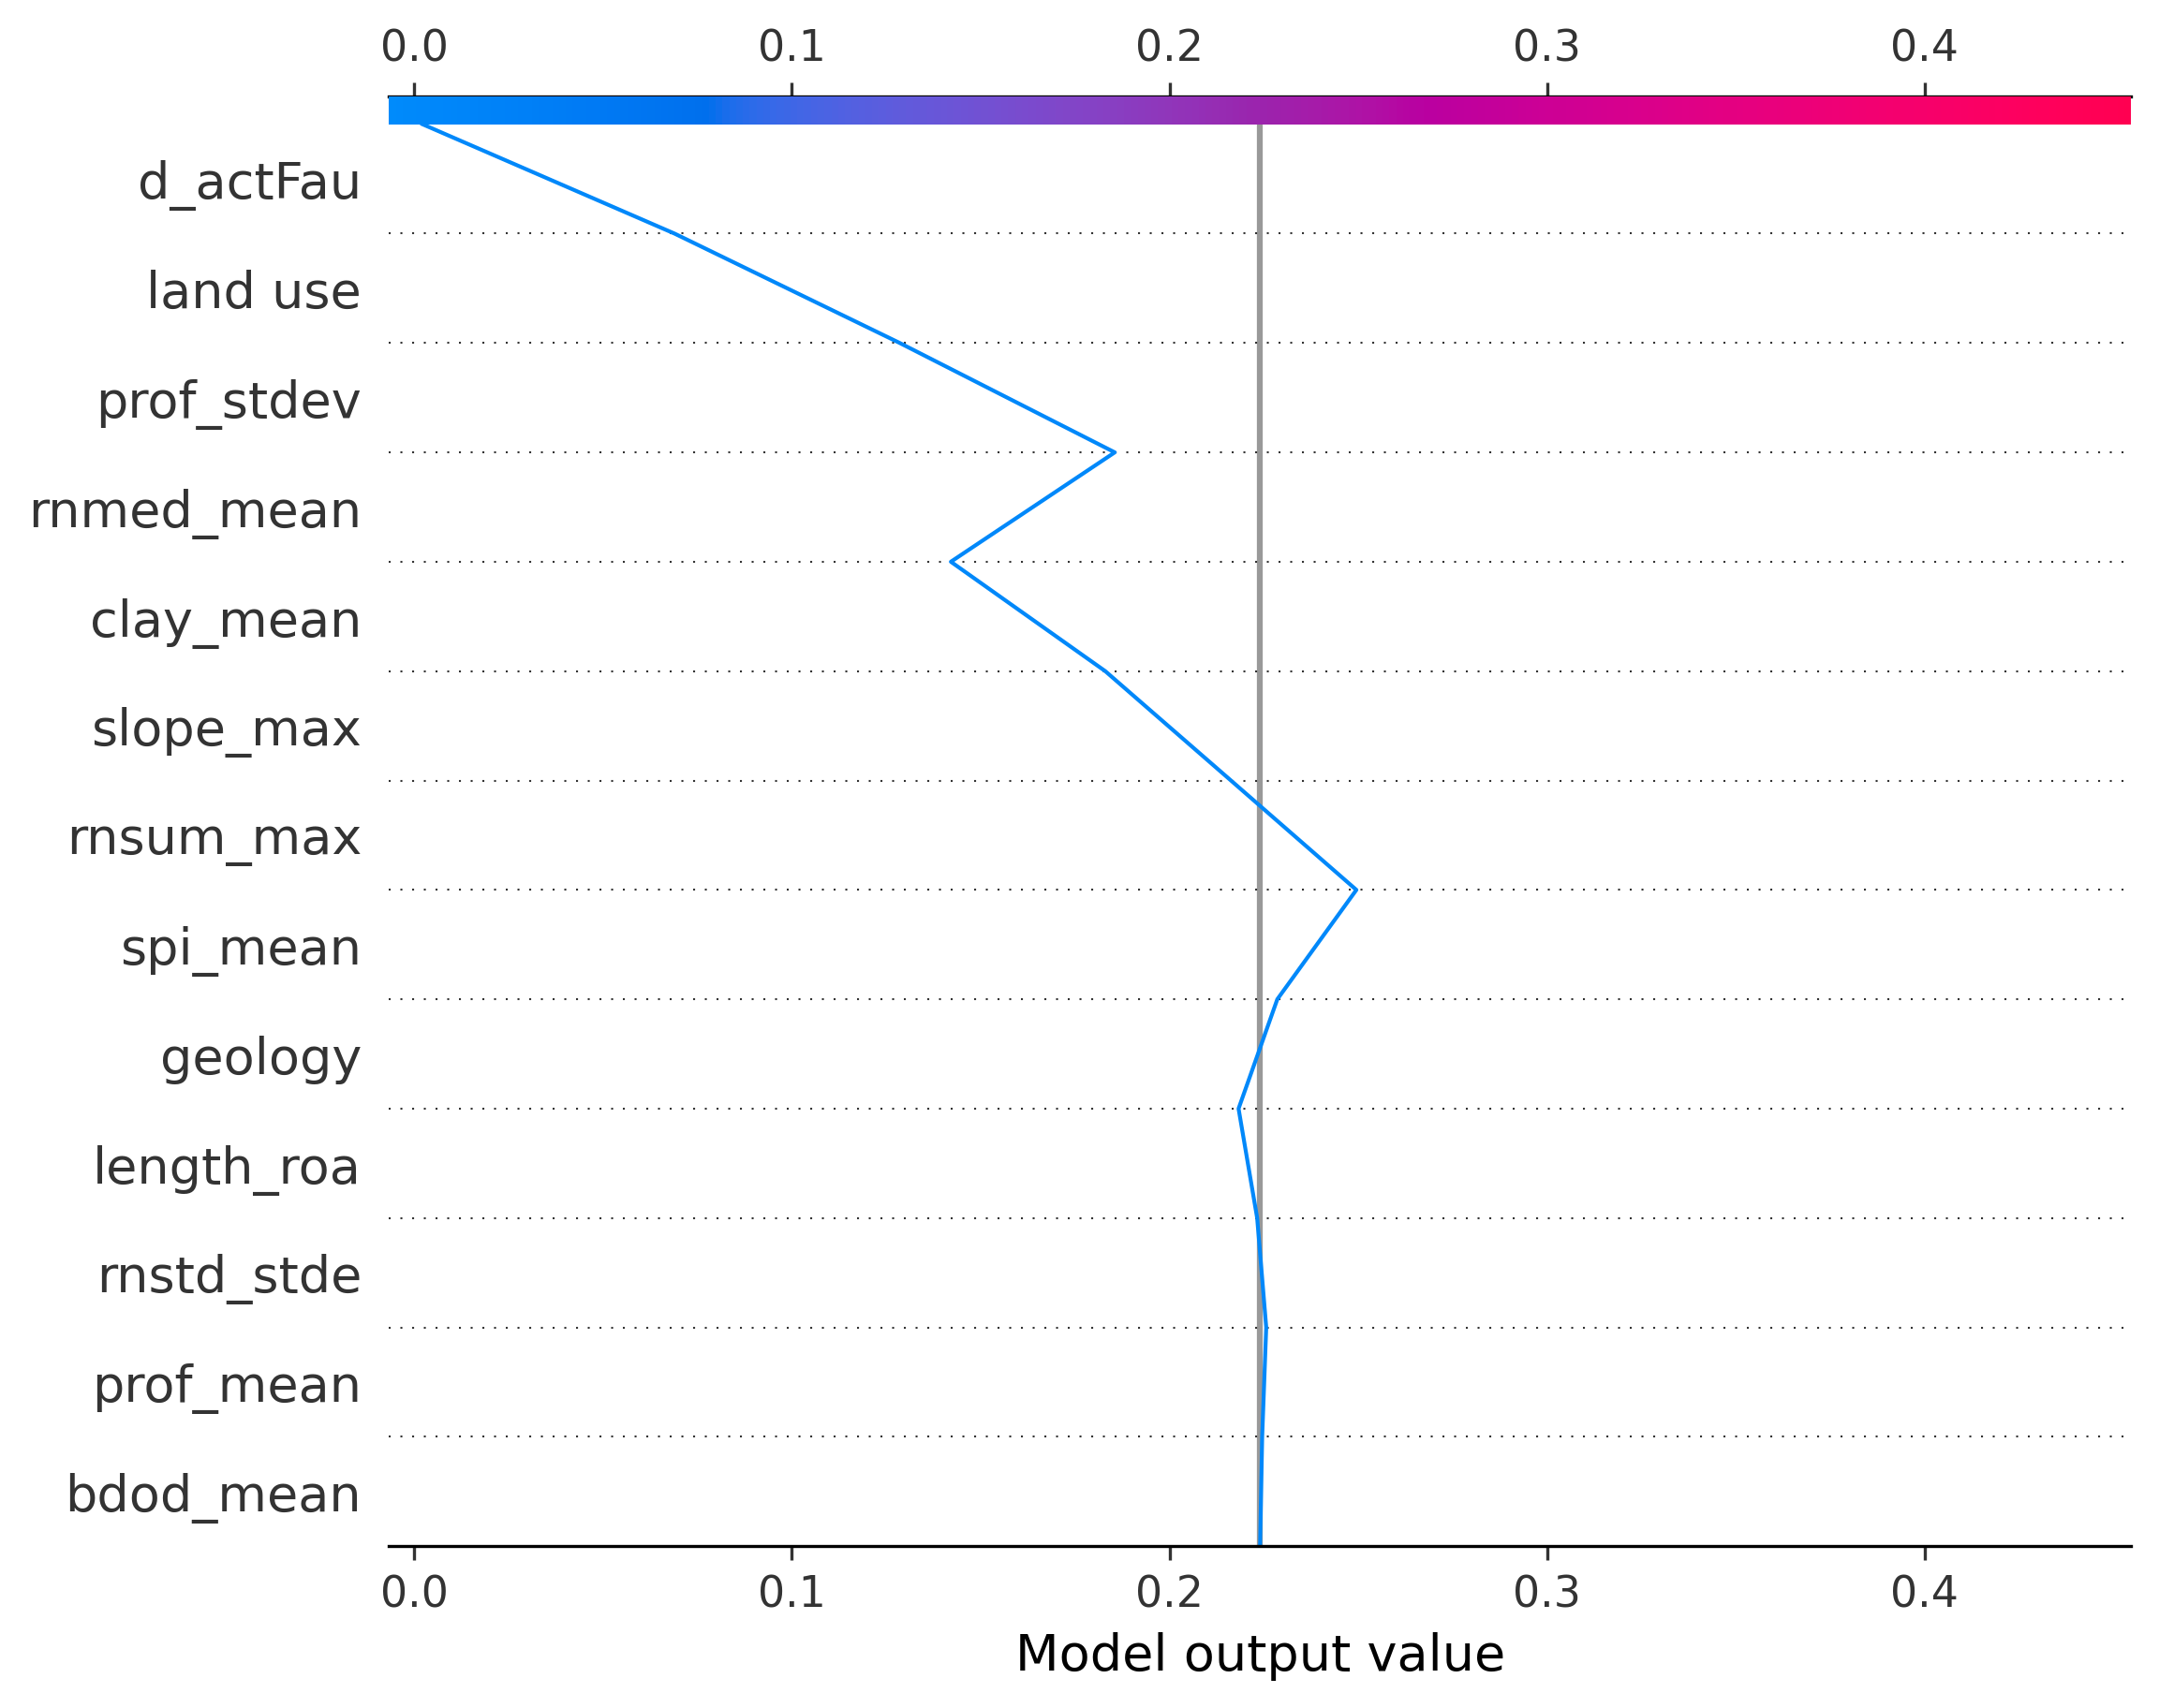 0.0 0.1 0.2 0.3 0.4
d_actFau
land use
prof_stdev
rnmed_mean
clay_mean
slope_max
rnsum_max
spi_mean
geology
length_roa
rnstd_stde
prof_mean
bdod_mean
0.0 0.1 0.2 0.3 0.4
Model output value